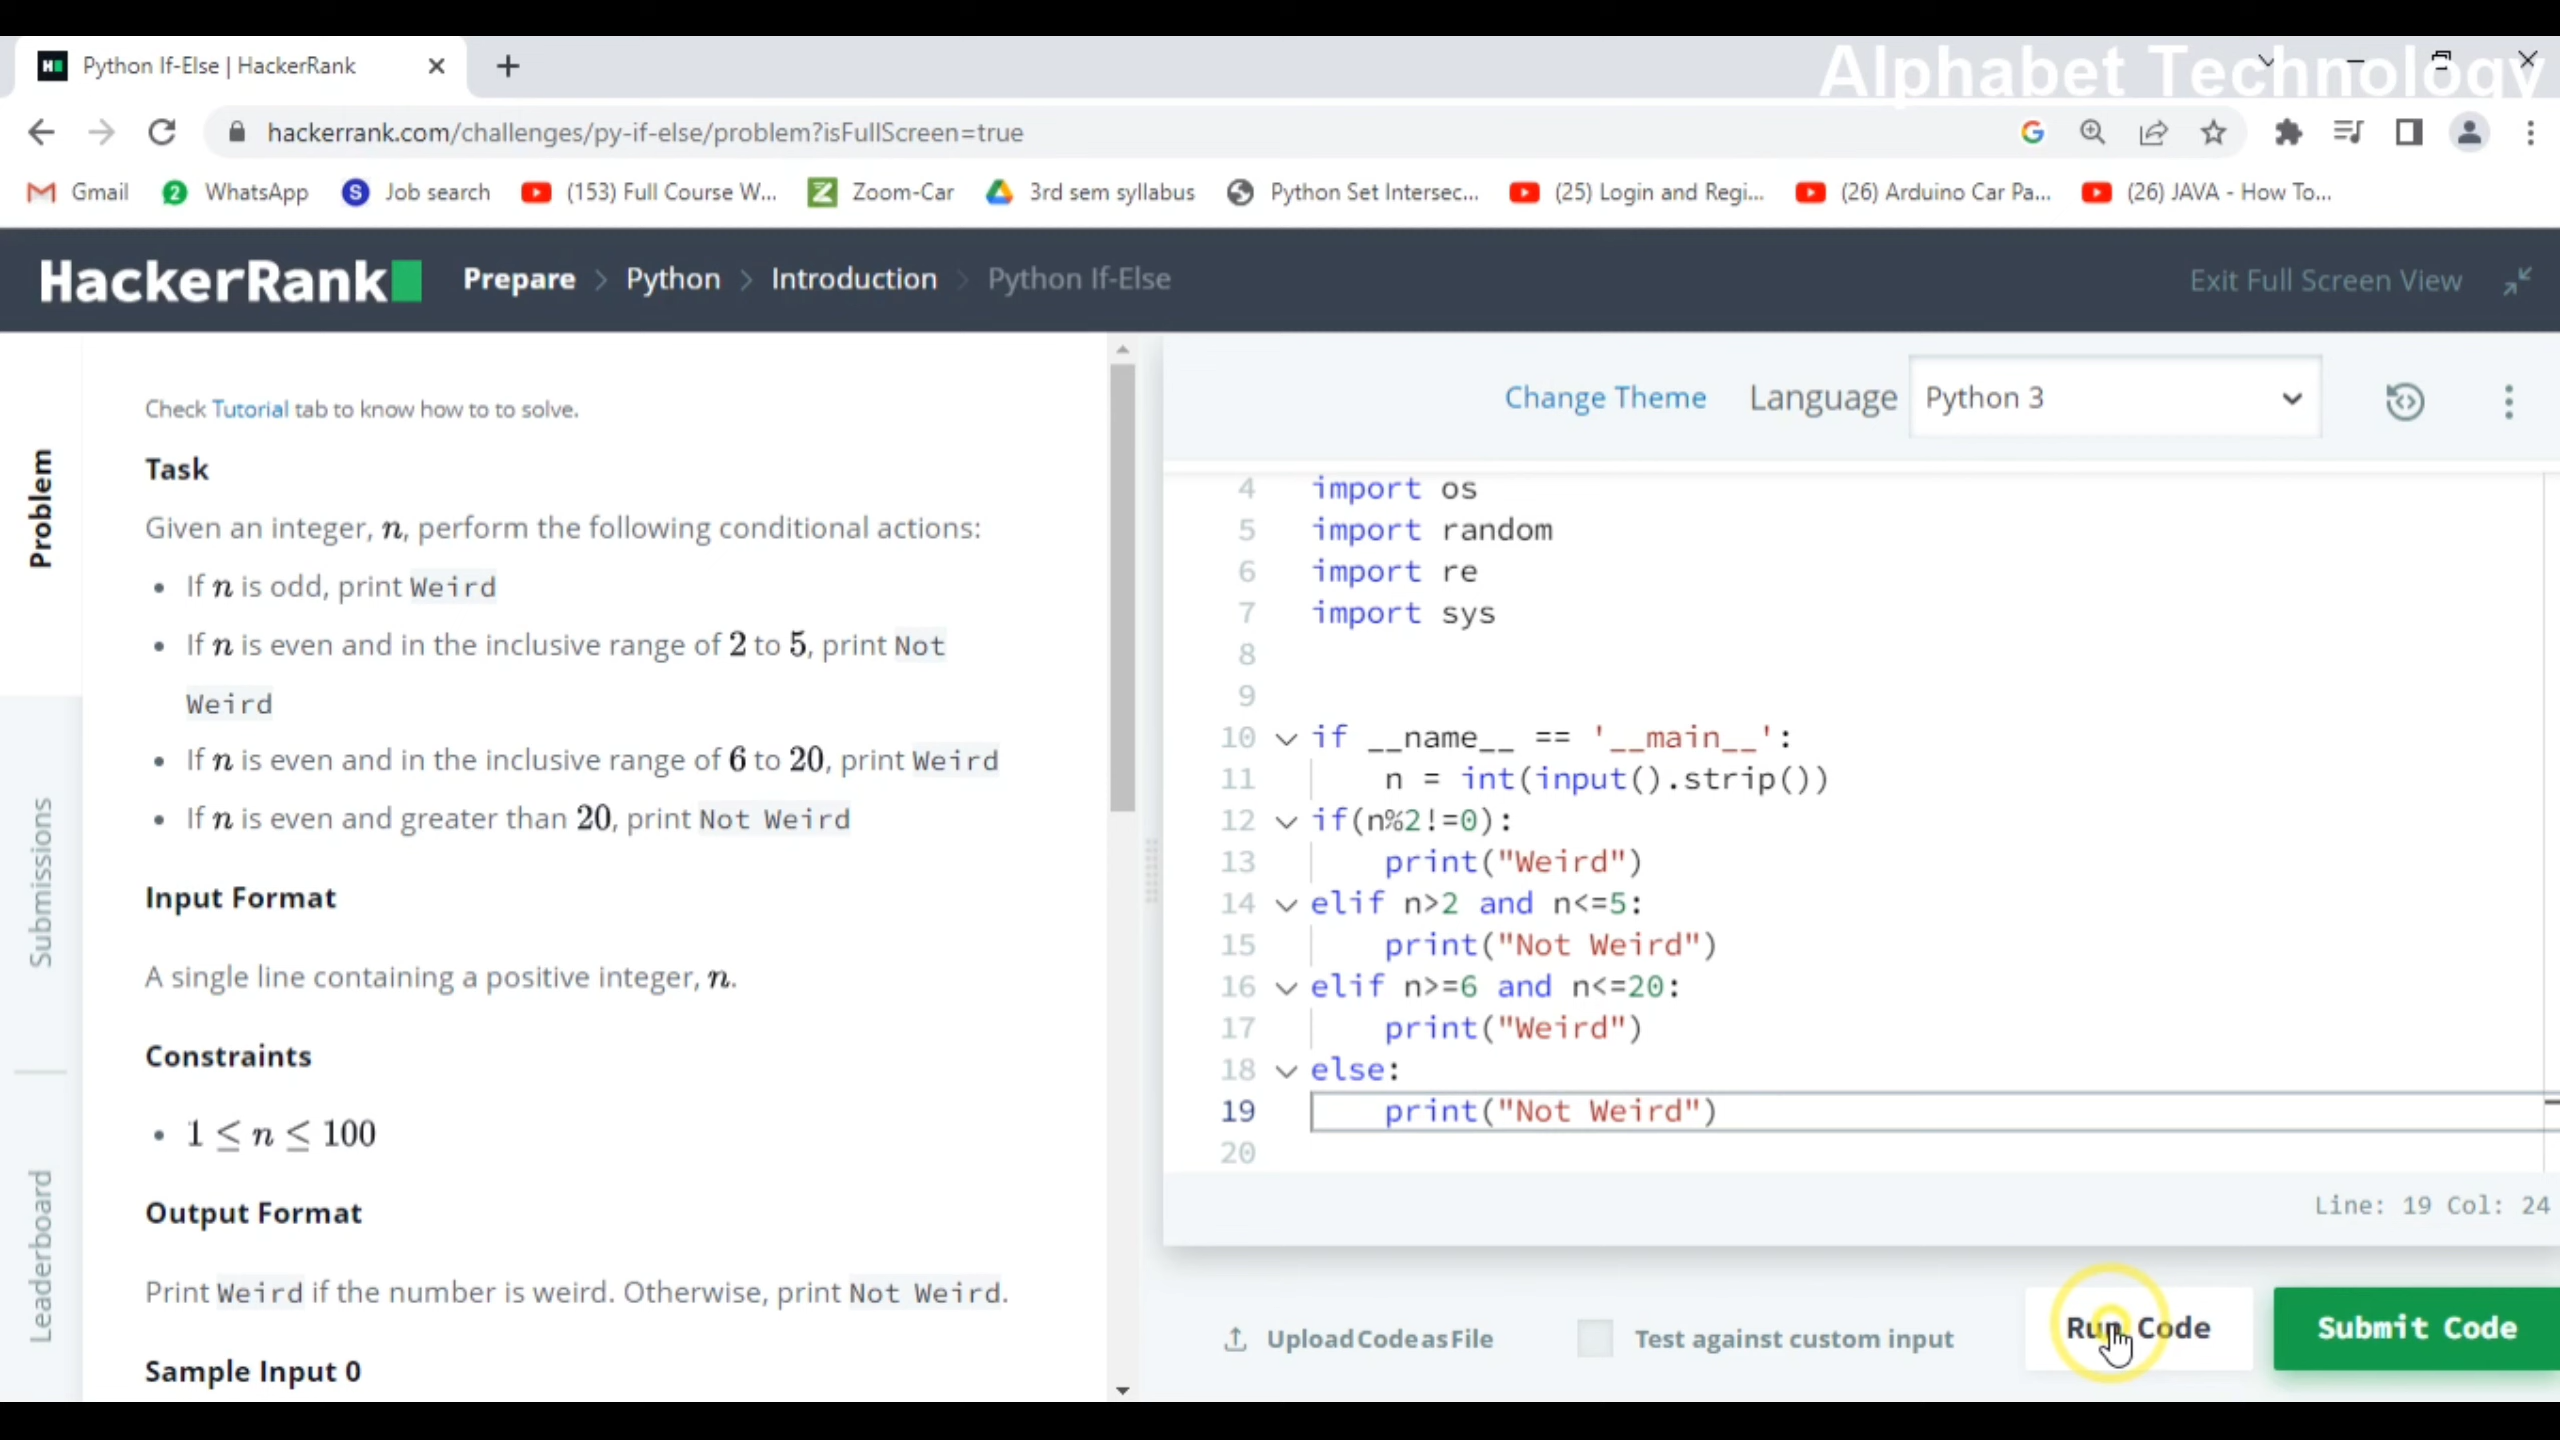 Python If-Else | HackerRank
Alphabet Technology
hackerrank.com/challenges/py-if-else/problem?isFullScreen=true
Gmail
2 WhatsApp
S Job search
(153) Full Course W...
Zoom-Car
3rd sem syllabus
Python Set Intersec...
(25) Login and Regi...
(26) Arduino Car Pa...
(26) JAVA - How To...
HackerRank
Prepare > Python > Introduction > Python If-Else
Exit Full Screen View
Problem
Submissions
Leaderboard
Check Tutorial tab to know how to to solve.
Task
Given an integer, n, perform the following conditional actions:
• If n is odd, print Weird
• If n is even and in the inclusive range of 2 to 5, print Not
Weird
• If n is even and in the inclusive range of 6 to 20, print Weird
• If n is even and greater than 20, print Not Weird
Input Format
A single line containing a positive integer, n.
Constraints
• 1 ≤ n ≤ 100
Output Format
Print Weird if the number is weird. Otherwise, print Not Weird.
Sample Input 0
Change Theme Language Python 3
4 import os
5 import random
6 import re
7 import sys
8
9
10 if __name__ == '__main__':
11 n = int(input().strip())
12 if(n%2!=0):
13 print("Weird")
14 elif n>2 and n<=5:
15 print("Not Weird")
16 elif n>=6 and n<=20:
17 print("Weird")
18 else:
19 print("Not Weird")
20
Line: 19 Col: 24
Upload Code as File
Test against custom input
Run Code
Submit Code